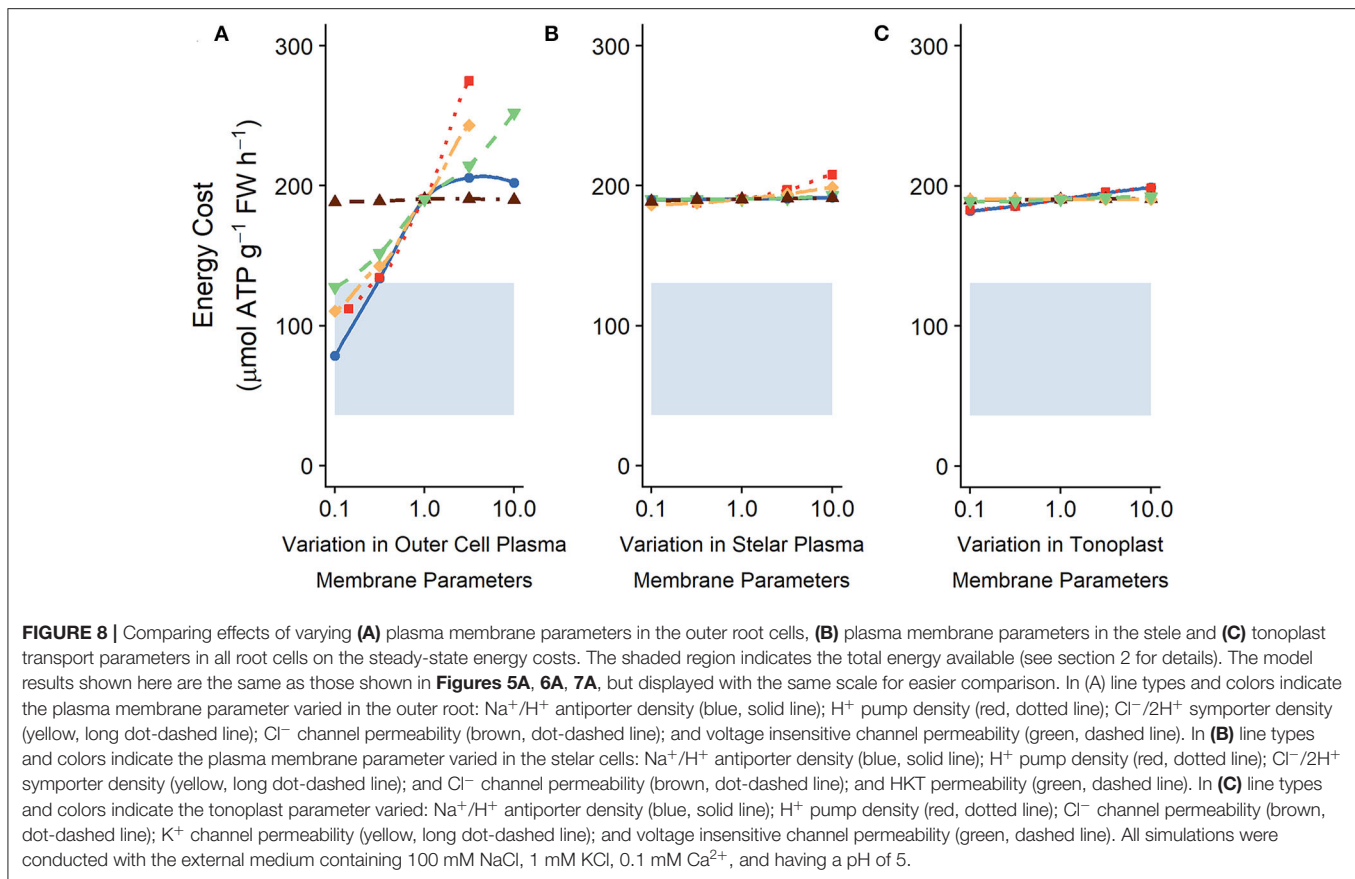 A
B
C
300
200
100
0
300
200
100
0
300
200
100
0
Energy Cost
(μmol ATP g⁻¹ FW h⁻¹)
0.1 1.0 10.0
0.1 1.0 10.0
0.1 1.0 10.0
Variation in Outer Cell Plasma
Membrane Parameters
Variation in Stelar Plasma
Membrane Parameters
Variation in Tonoplast
Membrane Parameters
FIGURE 8 | Comparing effects of varying (A) plasma membrane parameters in the outer root cells, (B) plasma membrane parameters in the stele and (C) tonoplast
transport parameters in all root cells on the steady-state energy costs. The shaded region indicates the total energy available (see section 2 for details). The model
results shown here are the same as those shown in Figures 5A, 6A, 7A, but displayed with the same scale for easier comparison. In (A) line types and colors indicate
the plasma membrane parameter varied in the outer root: Na⁺/H⁺ antiporter density (blue, solid line); H⁺ pump density (red, dotted line); Cl⁻/2H⁺ symporter density
(yellow, long dot-dashed line); Cl⁻ channel permeability (brown, dot-dashed line); and voltage insensitive channel permeability (green, dashed line). In (B) line types
and colors indicate the plasma membrane parameter varied in the stelar cells: Na⁺/H⁺ antiporter density (blue, solid line); H⁺ pump density (red, dotted line); Cl⁻/2H⁺
symporter density (yellow, long dot-dashed line); and Cl⁻ channel permeability (brown, dot-dashed line); and HKT permeability (green, dashed line). In (C) line types
and colors indicate the tonoplast parameter varied: Na⁺/H⁺ antiporter density (blue, solid line); H⁺ pump density (red, dotted line); Cl⁻ channel permeability (brown,
dot-dashed line); K⁺ channel permeability (yellow, long dot-dashed line); and voltage insensitive channel permeability (green, dashed line). All simulations were
conducted with the external medium containing 100 mM NaCl, 1 mM KCl, 0.1 mM Ca²⁺, and having a pH of 5.